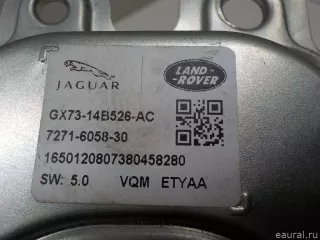 JAGUAR
LAND-
ROVER
GX73-14B526-AC
7271-6058-30
1650120807380458280
SW: 5.0 VQM ETYAA
eaural.ru